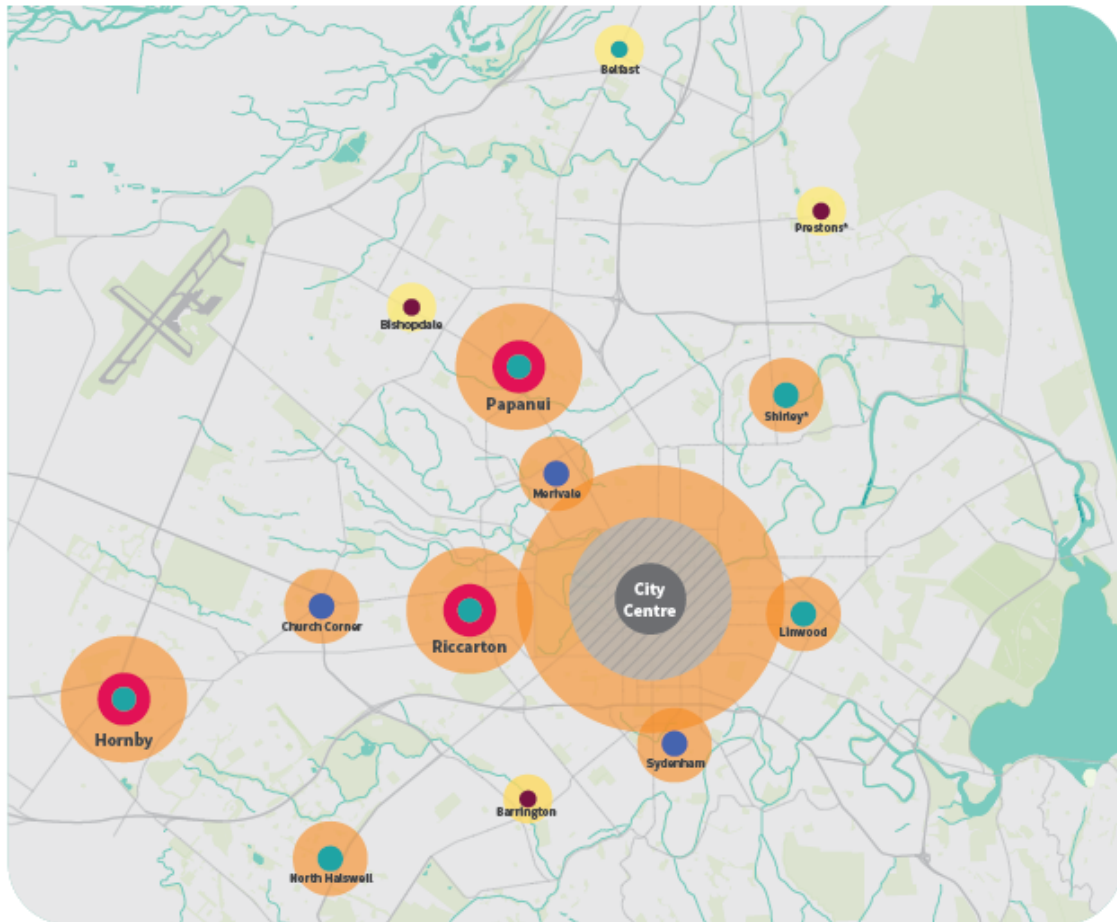 Belfast
Prestons*
Bishopdale
Papanui
Shirley*
Merivale
City
Centre
Church Corner
Riccarton
Linwood
Hornby
Sydenham
Barrington
North Halswell